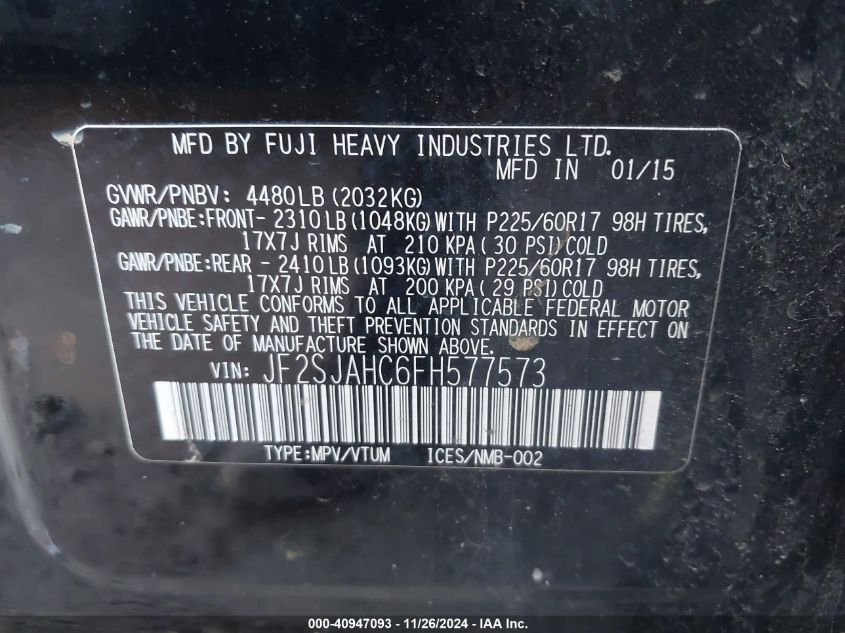 MFD BY FUJI HEAVY INDUSTRIES LTD.
MFD IN 01/15
GVWR/PNBV: 4480LB(2032KG)
GAWR/PNBE:FRONT- 2310LB(1048KG)WITH P225/60R17 98H TIRES,
17X7J RIMS AT 210 KPA( 30 PSI)COLD
GAWR/PNBE:REAR - 2410LB(1093KG)WITH P225/60R17 98H TIRES,
17X7J RIMS AT 200 KPA( 29 PSI)COLD
THIS VEHICLE CONFORMS TO ALL APPLICABLE FEDERAL MOTOR
VEHICLE SAFETY AND THEFT PREVENTION STANDARDS IN EFFECT ON
THE DATE OF MANUFACTURE SHOWN ABOVE.
VIN: JF2SJAHC6FH577573
TYPE:MPV/VTUM ICES/NMB-002
000-40947093 - 11/26/2024 - IAA Inc.